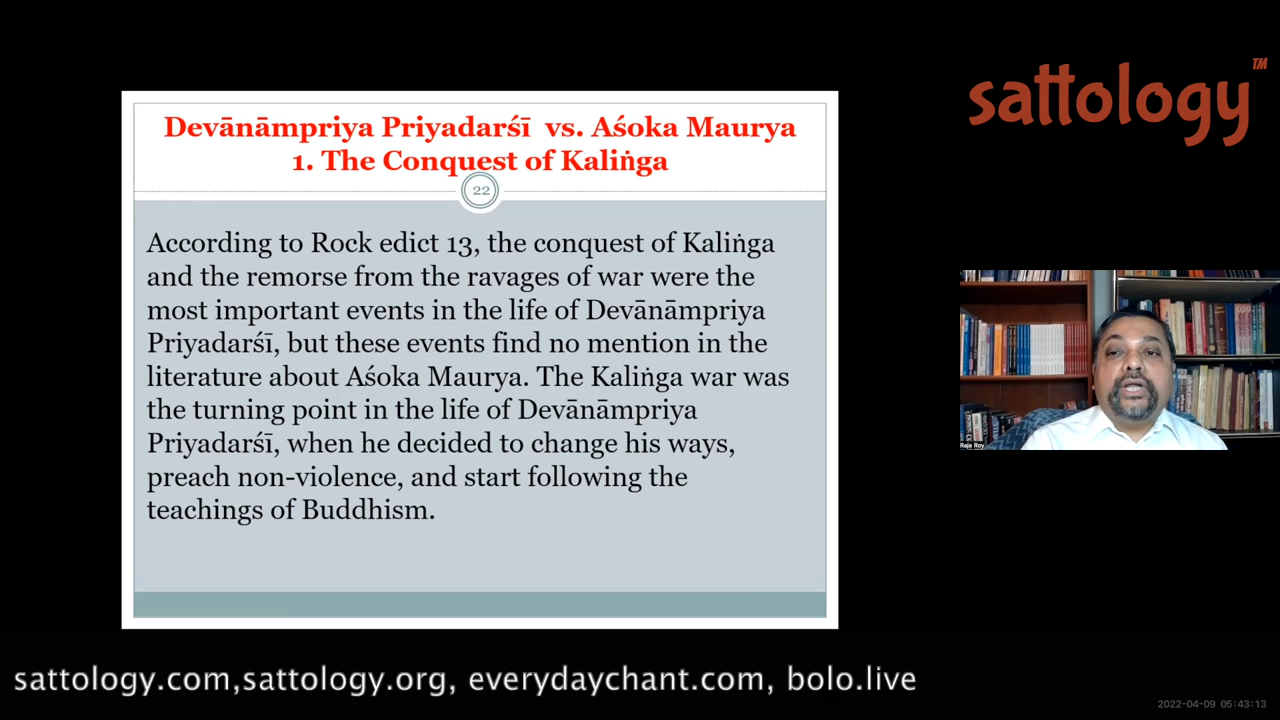 sattology™
Devānāmpriya Priyadarśī vs. Aśoka Maurya
1. The Conquest of Kaliṅga
22
According to Rock edict 13, the conquest of Kaliṅga
and the remorse from the ravages of war were the
most important events in the life of Devānāmpriya
Priyadarśī, but these events find no mention in the
literature about Aśoka Maurya. The Kaliṅga war was
the turning point in the life of Devānāmpriya
Priyadarśī, when he decided to change his ways,
preach non-violence, and start following the
teachings of Buddhism.
Raja Roy
sattology.com,sattology.org, everydaychant.com, bolo.live
2022-04-09 05:43:13